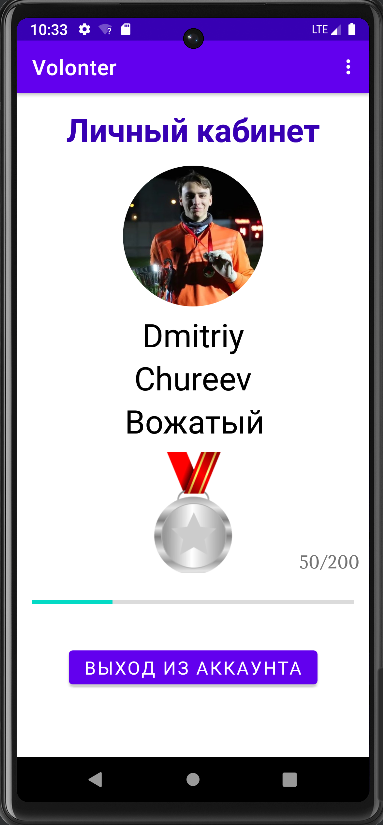 10:33
LTE
Volonter
Личный кабинет
Dmitriy
Chureev
Вожатый
50/200
ВЫХОД ИЗ АККАУНТА